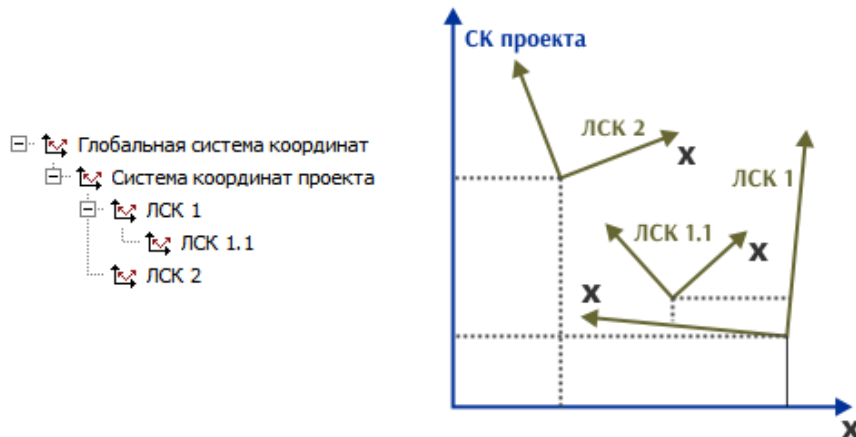 Глобальная система координат
Система координат проекта
ЛСК 1
ЛСК 1.1
ЛСК 2
СК проекта
ЛСК 2
X
ЛСК 1
ЛСК 1.1
X
X
X